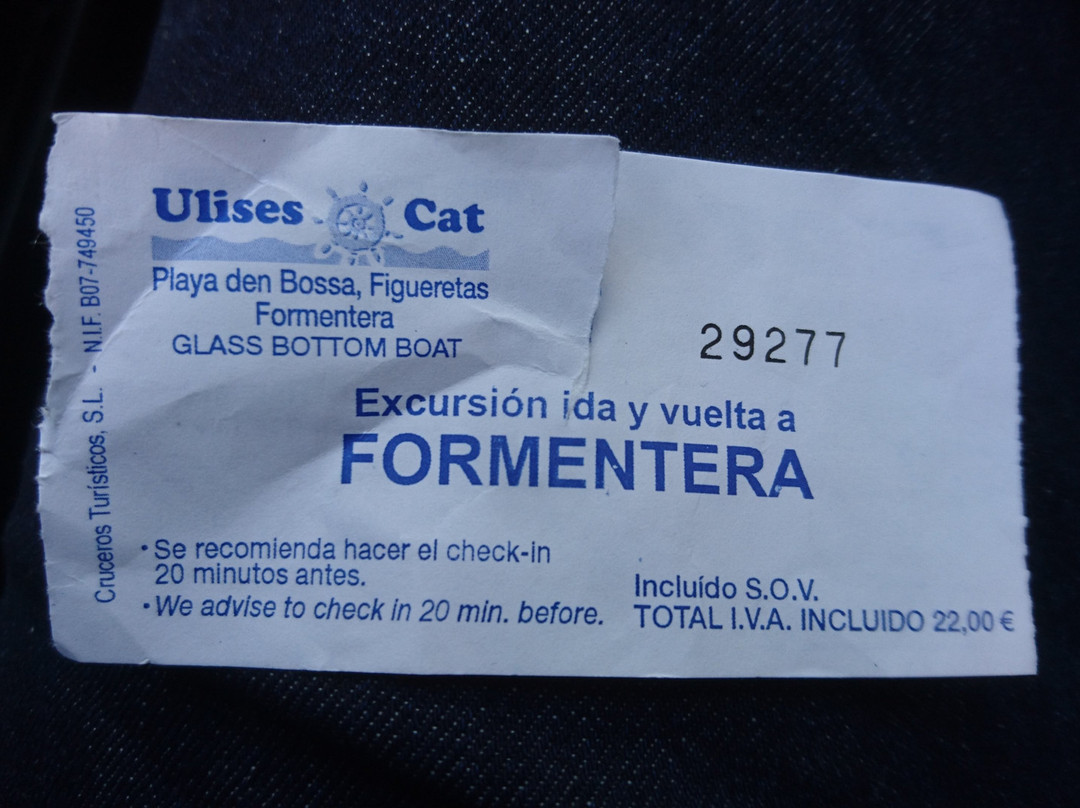 Ulises Cat
Playa den Bossa, Figueretas
Formentera
GLASS BOTTOM BOAT
29277
Excursión ida y vuelta a
FORMENTERA
• Se recomienda hacer el check-in
20 minutos antes.
• We advise to check in 20 min. before.
Incluído S.O.V.
TOTAL I.V.A. INCLUIDO 22,00 €
Cruceros Turísticos, S.L. - N.I.F. B07-749450